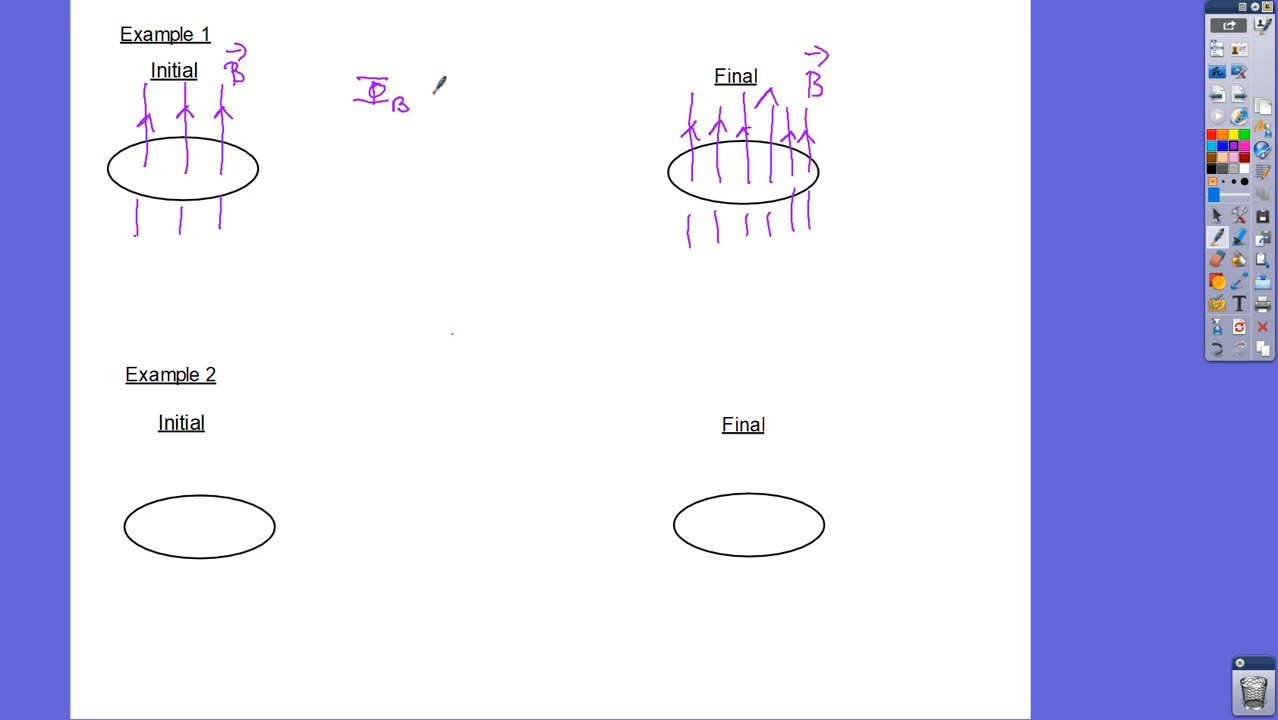 Example 1
Initial
B⃗
Φ_B
Final
B⃗
Example 2
Initial
Final
T